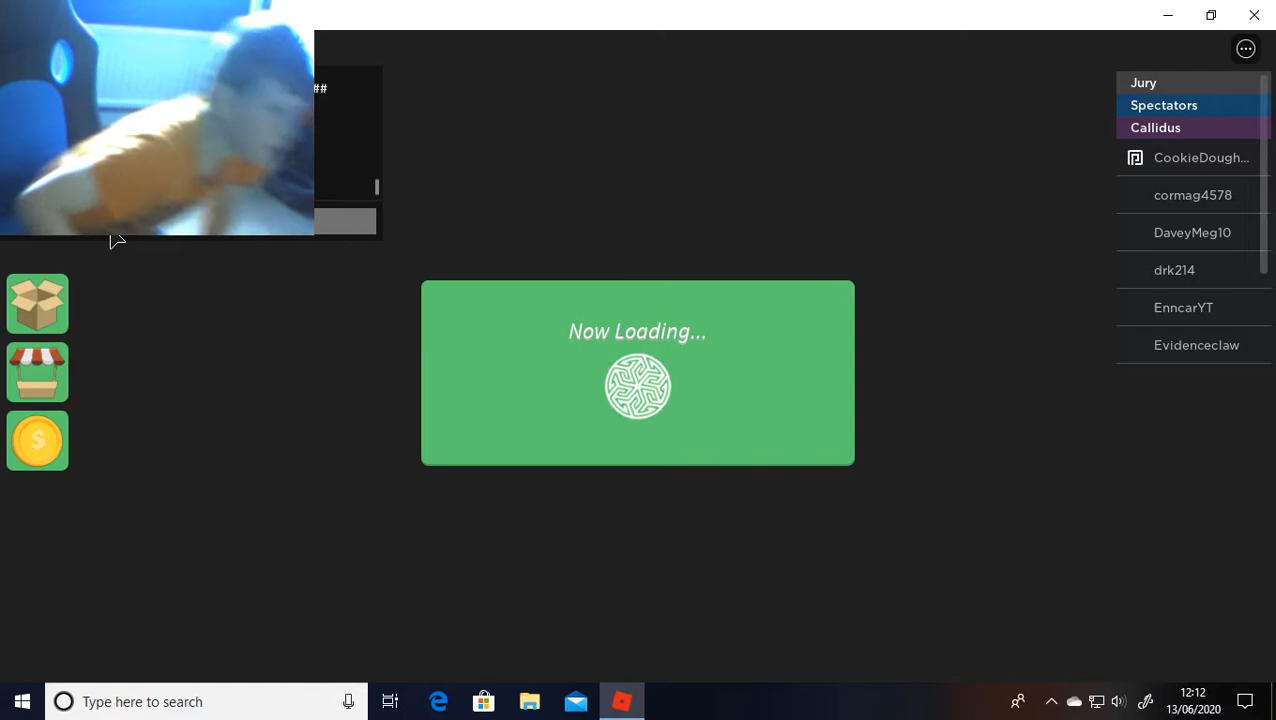 ##
Jury
Spectators
Callidus
CookieDough...
cormag4578
DaveyMeg10
drk214
EnncarYT
Evidenceclaw
Now Loading...
Type here to search
12:12
13/06/2020